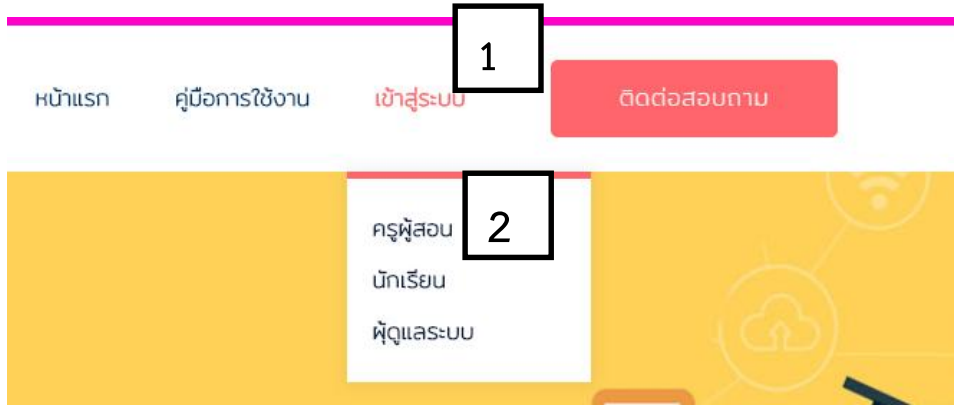 1
หน้าแรก คู่มือการใช้งาน เข้าสู่ระบบ ติดต่อสอบถาม
ครูผู้สอน 2
นักเรียน
ผุ้ดูแลระบบ